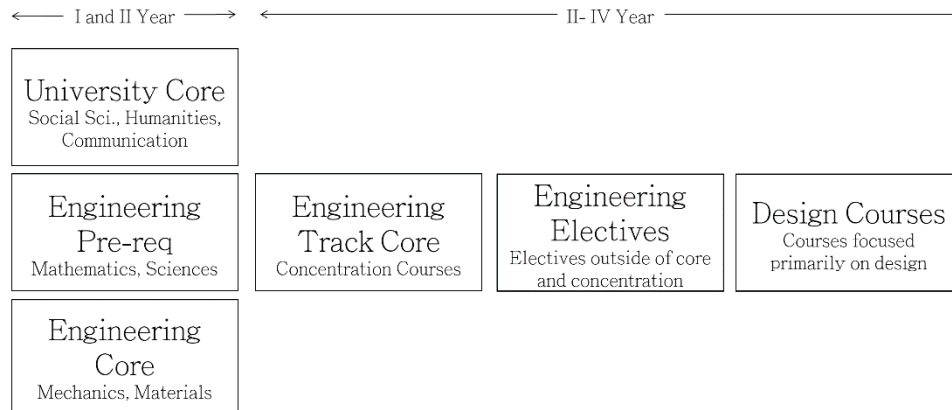 I and II Year
II- IV Year
University Core
Social Sci., Humanities,
Communication
Engineering
Pre-req
Mathematics, Sciences
Engineering
Track Core
Concentration Courses
Engineering
Electives
Electives outside of core
and concentration
Design Courses
Courses focused
primarily on design
Engineering
Core
Mechanics, Materials